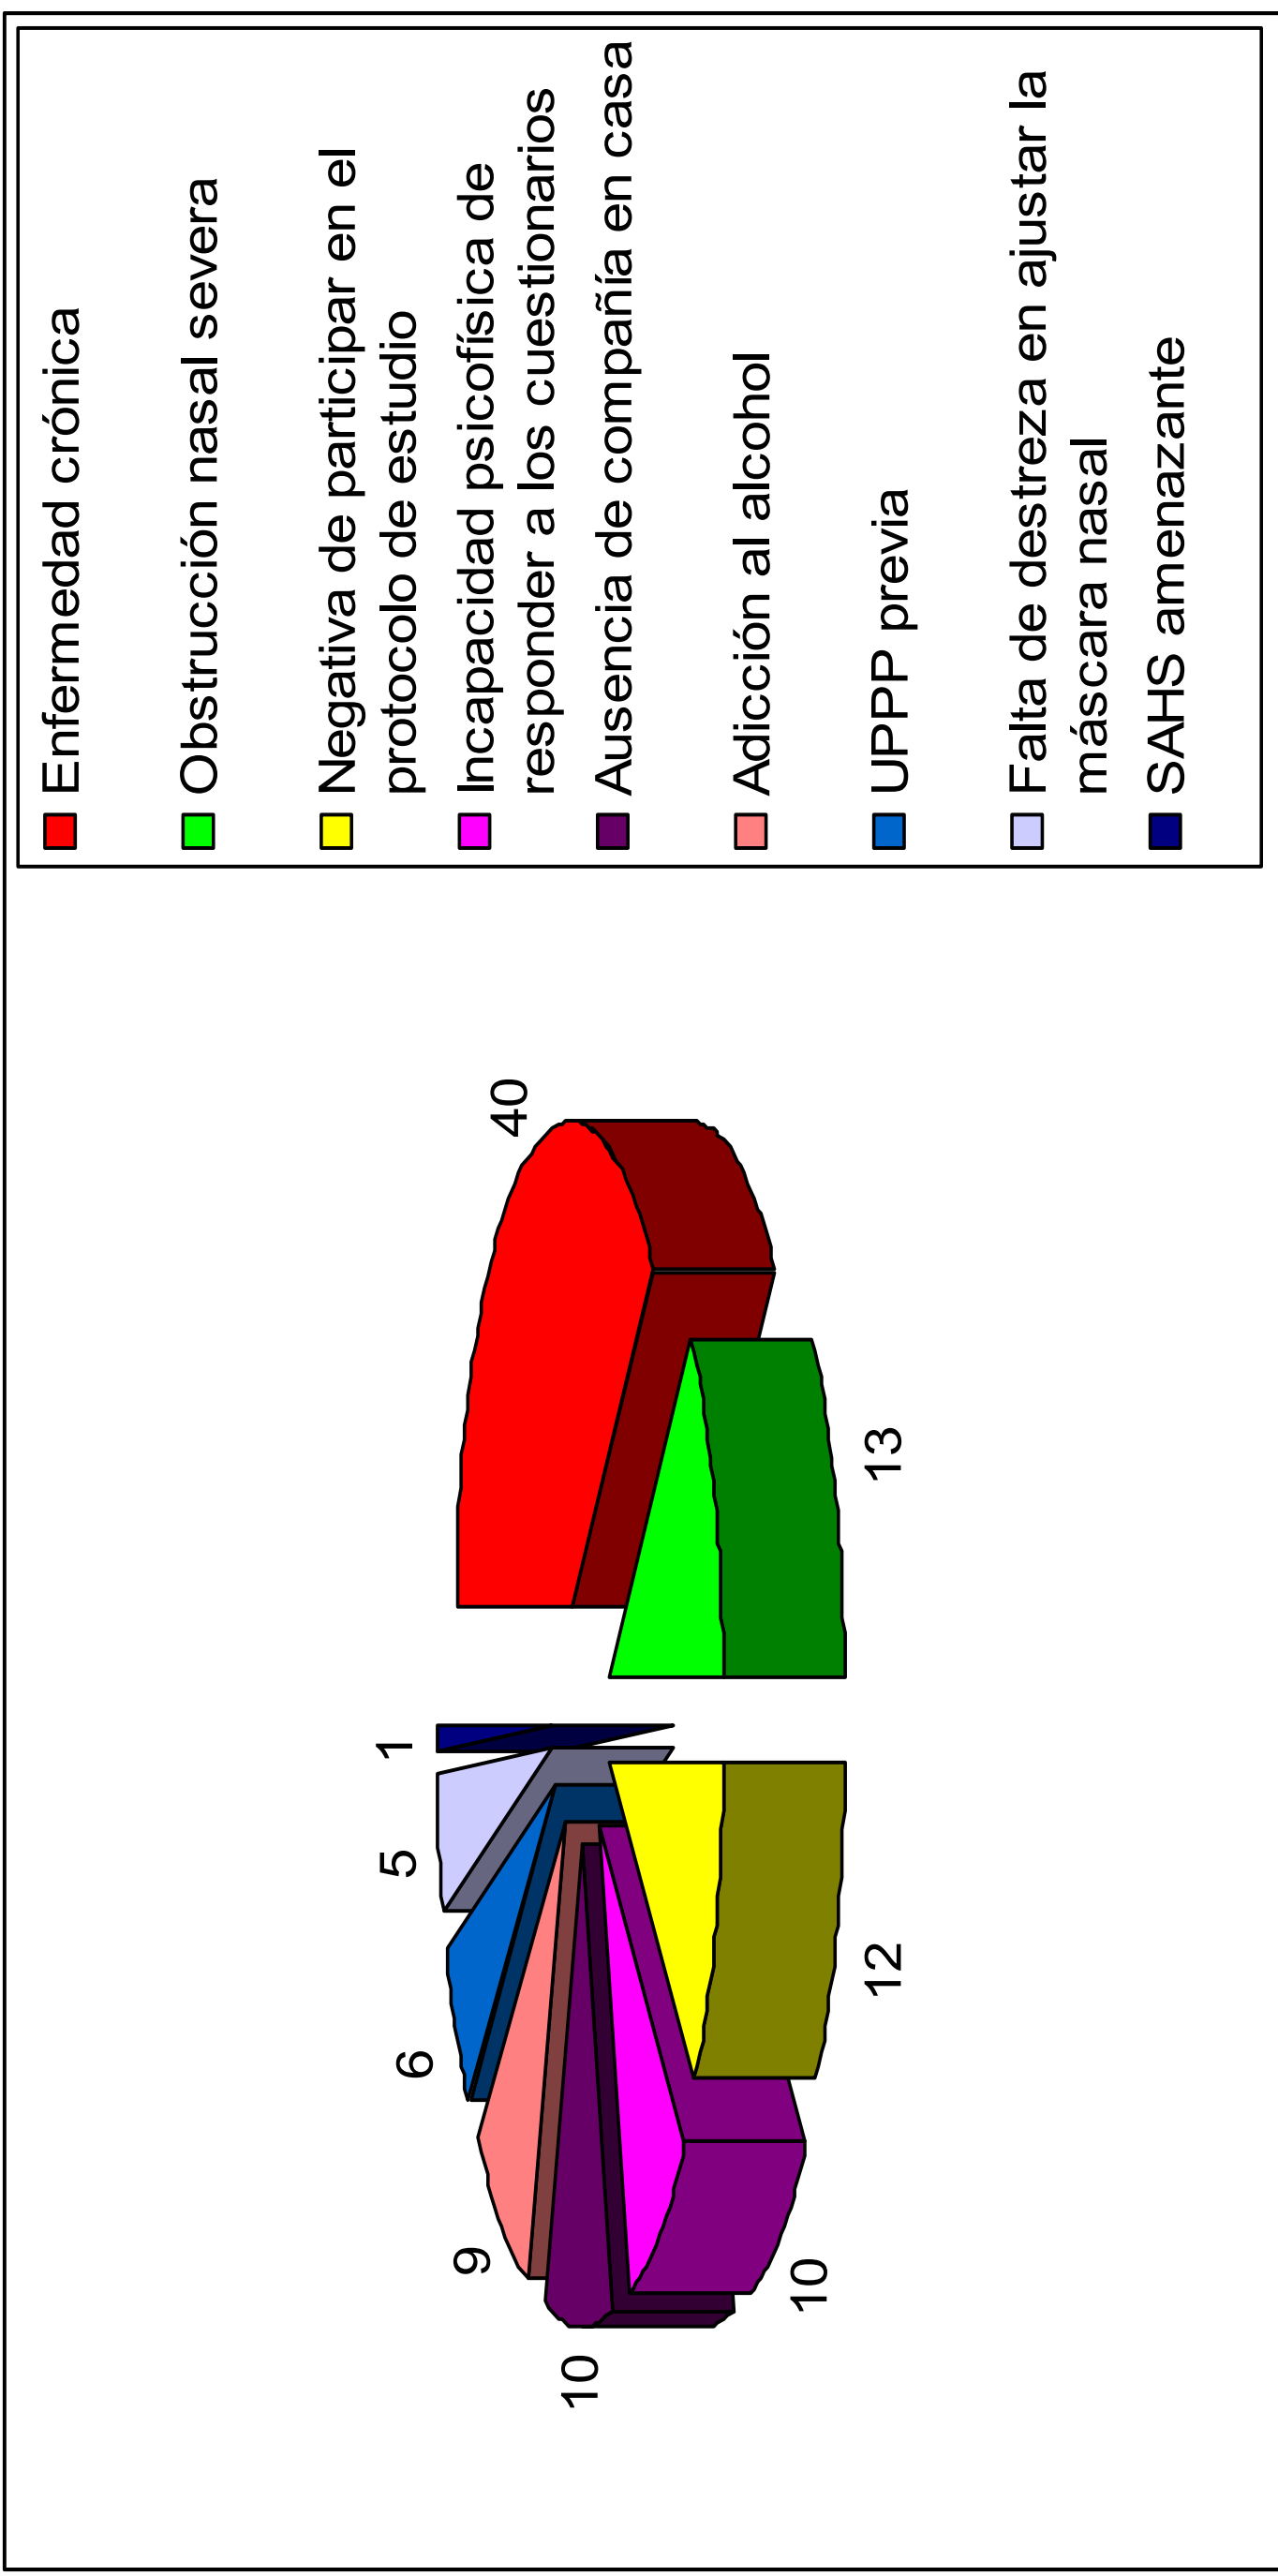 40
13
12
10
10
9
6
5
1
Enfermedad crónica
Obstrucción nasal severa
Negativa de participar en el
protocolo de estudio
Incapacidad psicofísica de
responder a los cuestionarios
Ausencia de compañía en casa
Adicción al alcohol
UPPP previa
Falta de destreza en ajustar la
máscara nasal
SAHS amenazante